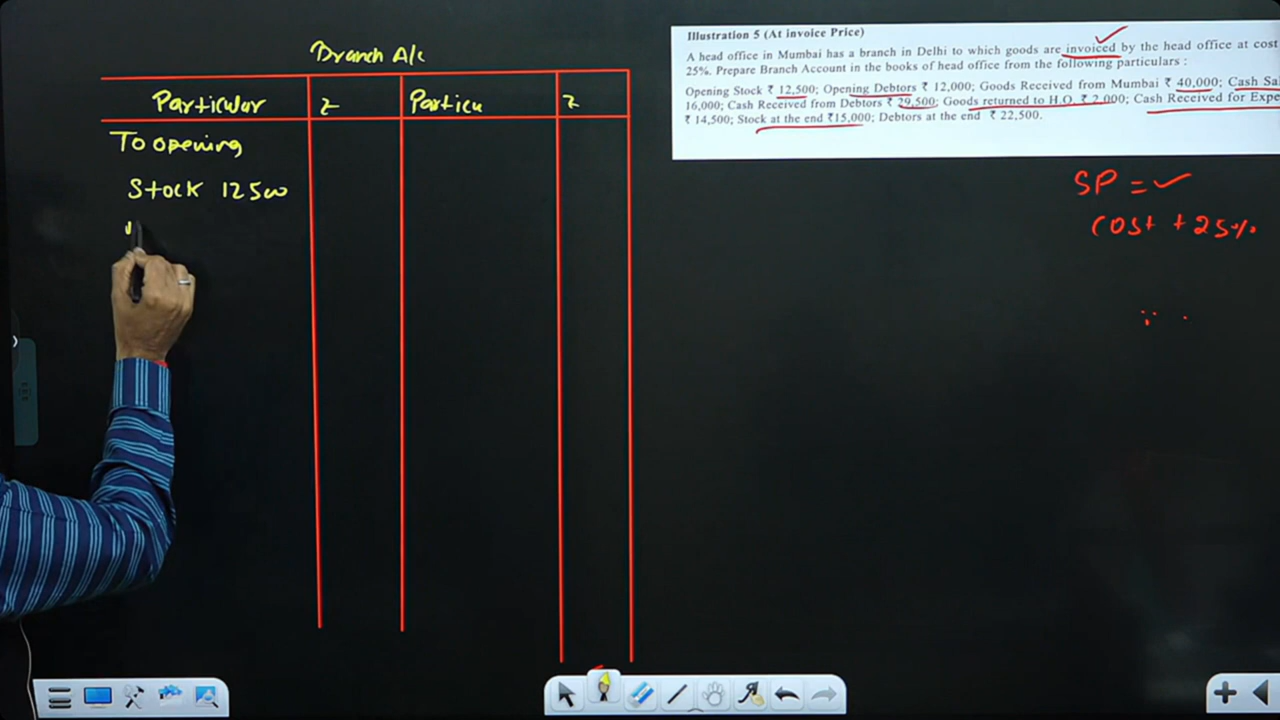 Branch A/c
Particular ₹ Particu ₹
To opening
Stock 12500
Illustration 5 (At invoice Price)
A head office in Mumbai has a branch in Delhi to which goods are invoiced by the head office at cost
25%. Prepare Branch Account in the books of head office from the following particulars :
Opening Stock ₹ 12,500; Opening Debtors ₹ 12,000; Goods Received from Mumbai ₹ 40,000; Cash Sa
16,000; Cash Received from Debtors ₹ 29,500; Goods returned to H.O. ₹ 2,000; Cash Received for Expe
₹ 14,500; Stock at the end ₹15,000; Debtors at the end ₹ 22,500.
SP =
Cost + 25%